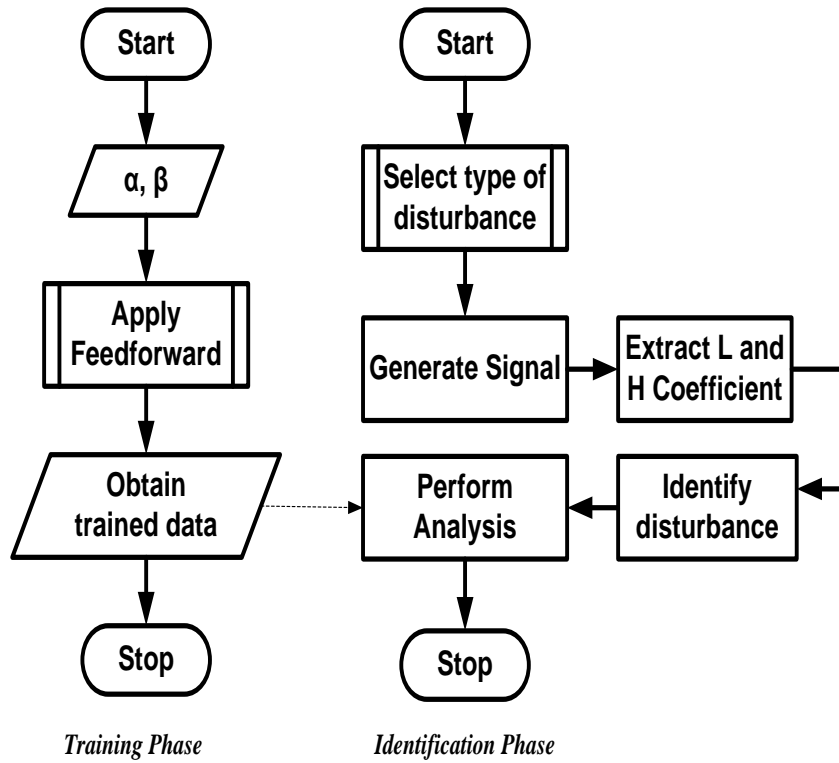 Start
α, β
Apply
Feedforward
Obtain
trained data
Stop
Training Phase
Start
Select type of
disturbance
Generate Signal
Extract L and
H Coefficient
Identify
disturbance
Perform
Analysis
Stop
Identification Phase